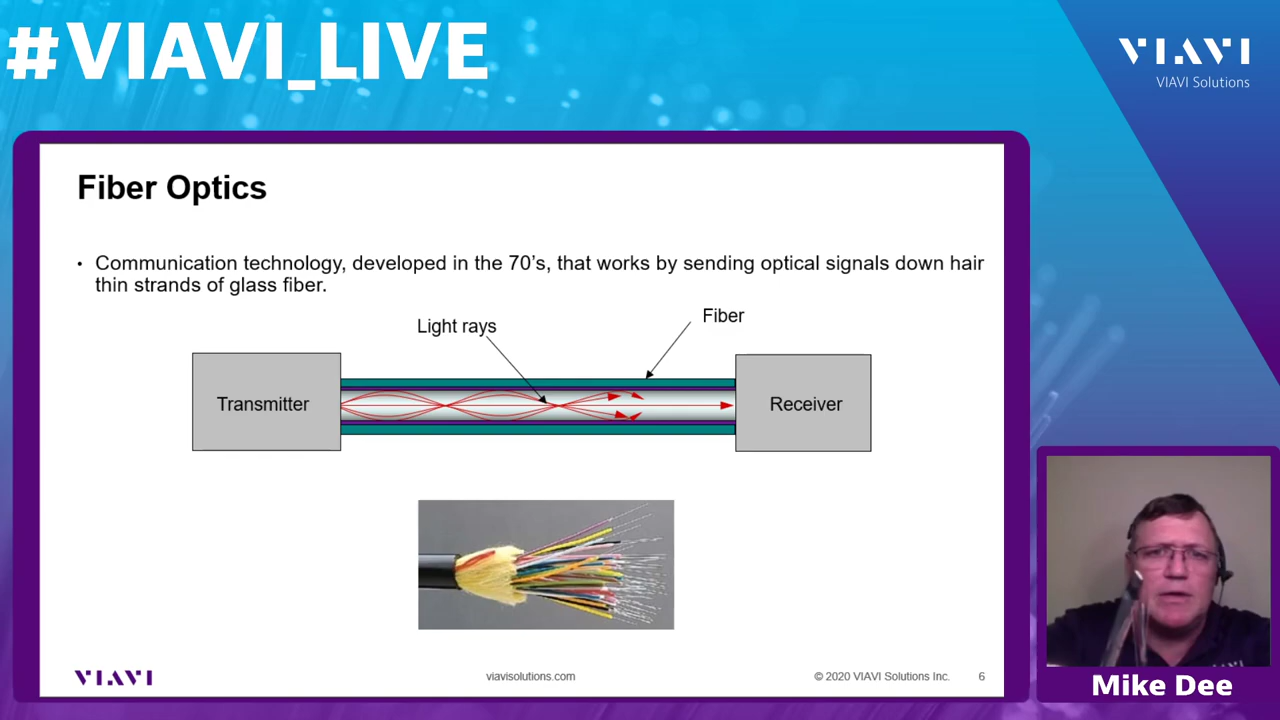 #VIAVI_LIVE
VIAVI
VIAVI Solutions
Fiber Optics
• Communication technology, developed in the 70's, that works by sending optical signals down hair
thin strands of glass fiber.
Light rays
Fiber
Transmitter
Receiver
VIAVI
viavisolutions.com
© 2020 VIAVI Solutions Inc.
6
VIAVI
Mike Dee